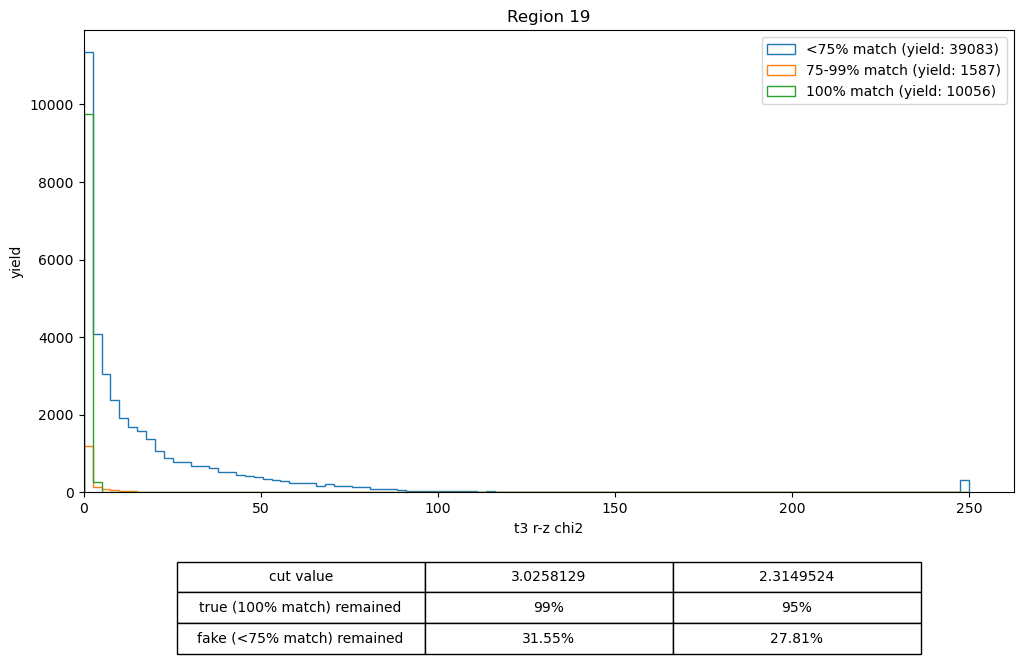 Region 19
<75% match (yield: 39083)
75-99% match (yield: 1587)
100% match (yield: 10056)
yield
10000
8000
6000
4000
2000
0
0 50 100 150 200 250
t3 r-z chi2
cut value 3.0258129 2.3149524
true (100% match) remained 99% 95%
fake (<75% match) remained 31.55% 27.81%